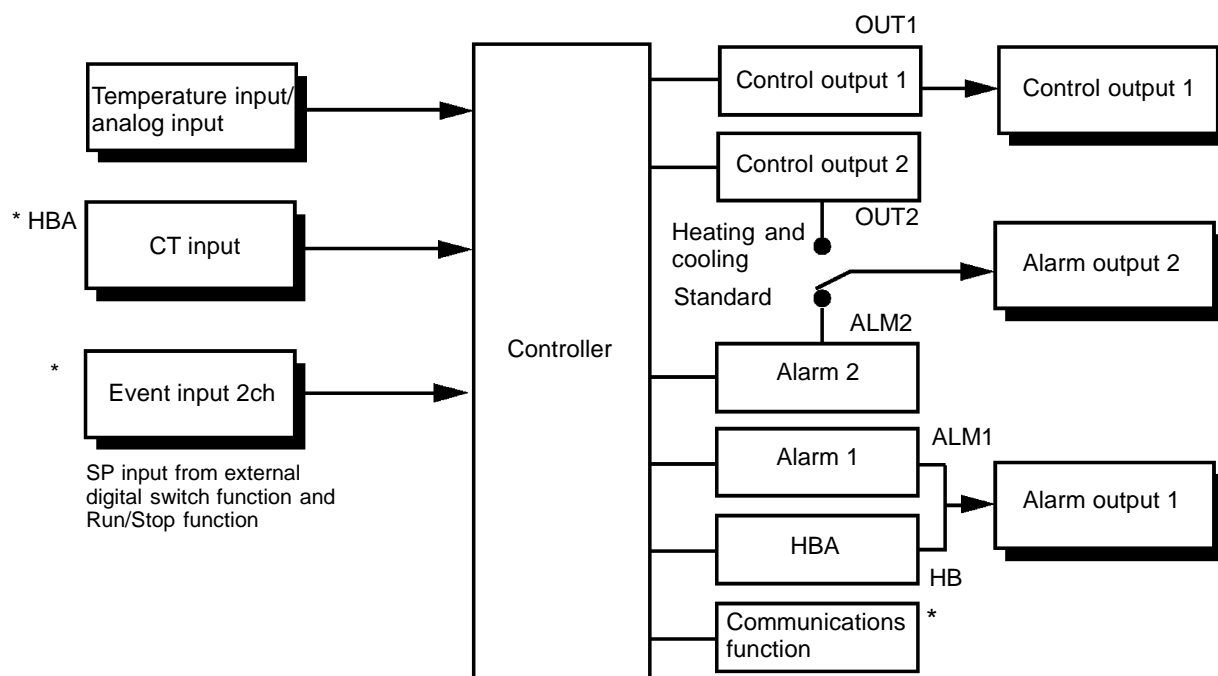 Temperature input/
analog input
* HBA
CT input
*
Event input 2ch
SP input from external
digital switch function and
Run/Stop function
Controller
OUT1
Control output 1
Control output 1
Control output 2
OUT2
Heating and
cooling
Standard
Alarm output 2
ALM2
Alarm 2
Alarm 1
ALM1
Alarm output 1
HBA
HB
Communications
function
*